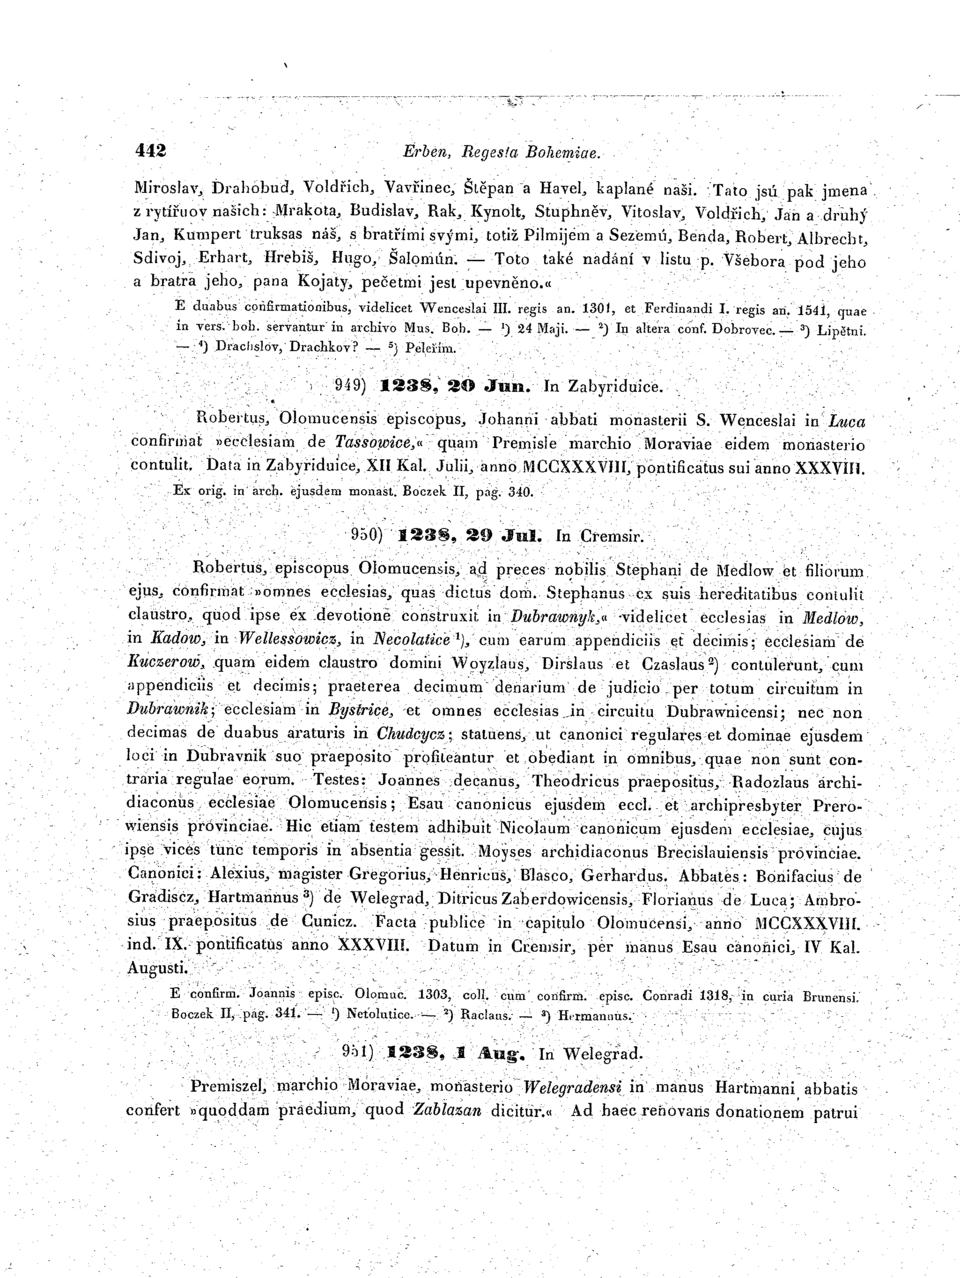 442 Erben, Regesta Bohemiae.
Miroslav, Drahobud, Voldřich, Vavřinec, Štěpan a Havel, kaplané naši. Tato jsú pak jmena
z rytířuov našich: Mrakota, Budislav, Rak, Kynolt, Stuphněv, Vitoslav, Voldřich, Jan a druhý
Jan, Kumpert truksas náš, s bratřími svými, totiž Pilmijem a Sezemú, Benda, Robert, Albrecht,
Sdivoj, Erhart, Hrebiš, Hugo, Šalomún. — Toto také nadání v listu p. Všebora pod jeho
a bratra jeho, pana Kojaty, pečetmi jest upevněno.«
E duabus confirmationibus, videlicet Wenceslai III. regis an. 1301, et Ferdinandi I. regis an. 1541, quae
in vers. boh. servantur in archivo Mus. Boh. — ¹) 24 Maji. — ²) In altera conf. Dobrovec. — ³) Lipětni.
— ⁴) Drachslov, Drachkov? — ⁵) Peleřim.
949) 1238, 20 Jun. In Zabyriduice.
Robertus, Olomucensis episcopus, Johanni abbati monasterii S. Wenceslai in Luca
confirmat »ecclesiam de Tassowice,« quam Premisle marchio Moraviae eidem monasterio
contulit. Data in Zabyriduice, XII Kal. Julii, anno MCCXXXVIII, pontificatus sui anno XXXVIII.
Ex orig. in arch. ejusdem monast. Boczek II, pag. 340.
950) 1238, 29 Jul. In Cremsir.
Robertus, episcopus Olomucensis, ad preces nobilis Stephani de Medlow et filiorum
ejus, confirmat »omnes ecclesias, quas dictus dom. Stephanus ex suis hereditatibus contulit
claustro, quod ipse ex devotione construxit in Dubrawnyk,« videlicet ecclesias in Medlow,
in Kadow, in Wellessowicz, in Necolatice ¹), cum earum appendiciis et decimis; ecclesiam de
Kuczerow, quam eidem claustro domini Woyzlaus, Dirslaus et Czaslaus ²) contulerunt, cum
appendiciis et decimis; praeterea decimum denarium de judicio per totum circuitum in
Dubrawnik; ecclesiam in Bystrice, et omnes ecclesias in circuitu Dubrawnicensi; nec non
decimas de duabus araturis in Chudcycz; statuens, ut canonici regulares et dominae ejusdem
loci in Dubravnik suo praeposito profiteantur et obediant in omnibus, quae non sunt con-
traria regulae eorum. Testes: Joannes decanus, Theodricus praepositus, Radozlaus archi-
diaconus ecclesiae Olomucensis; Esau canonicus ejusdem eccl. et archipresbyter Prero-
wiensis provinciae. Hic etiam testem adhibuit Nicolaum canonicum ejusdem ecclesiae, cujus
ipse vices tunc temporis in absentia gessit. Moyses archidiaconus Brecislauiensis provinciae.
Canonici: Alexius, magister Gregorius, Henricus, Blasco, Gerhardus. Abbates: Bonifacius de
Gradiscz, Hartmannus ³) de Welegrad, Ditricus Zaberdowicensis, Florianus de Luca; Ambro-
sius praepositus de Cunicz. Facta publice in capitulo Olomucensi, anno MCCXXXVIII.
ind. IX. pontificatus anno XXXVIII. Datum in Cremsir, per manus Esau canonici, IV Kal.
Augusti.
E confirm. Joannis episc. Olomuc. 1303, coll. cum confirm. episc. Conradi 1318, in curia Brunensi.
Boczek II, pag. 341. — ¹) Netolutice. — ²) Raclaus. — ³) Hermannus.
951) 1238, 1 Aug. In Welegrad.
Premiszel, marchio Moraviae, monasterio Welegradensi in manus Hartmanni abbatis
confert »quoddam praedium, quod Zablazan dicitur.« Ad haec renovans donationem patrui